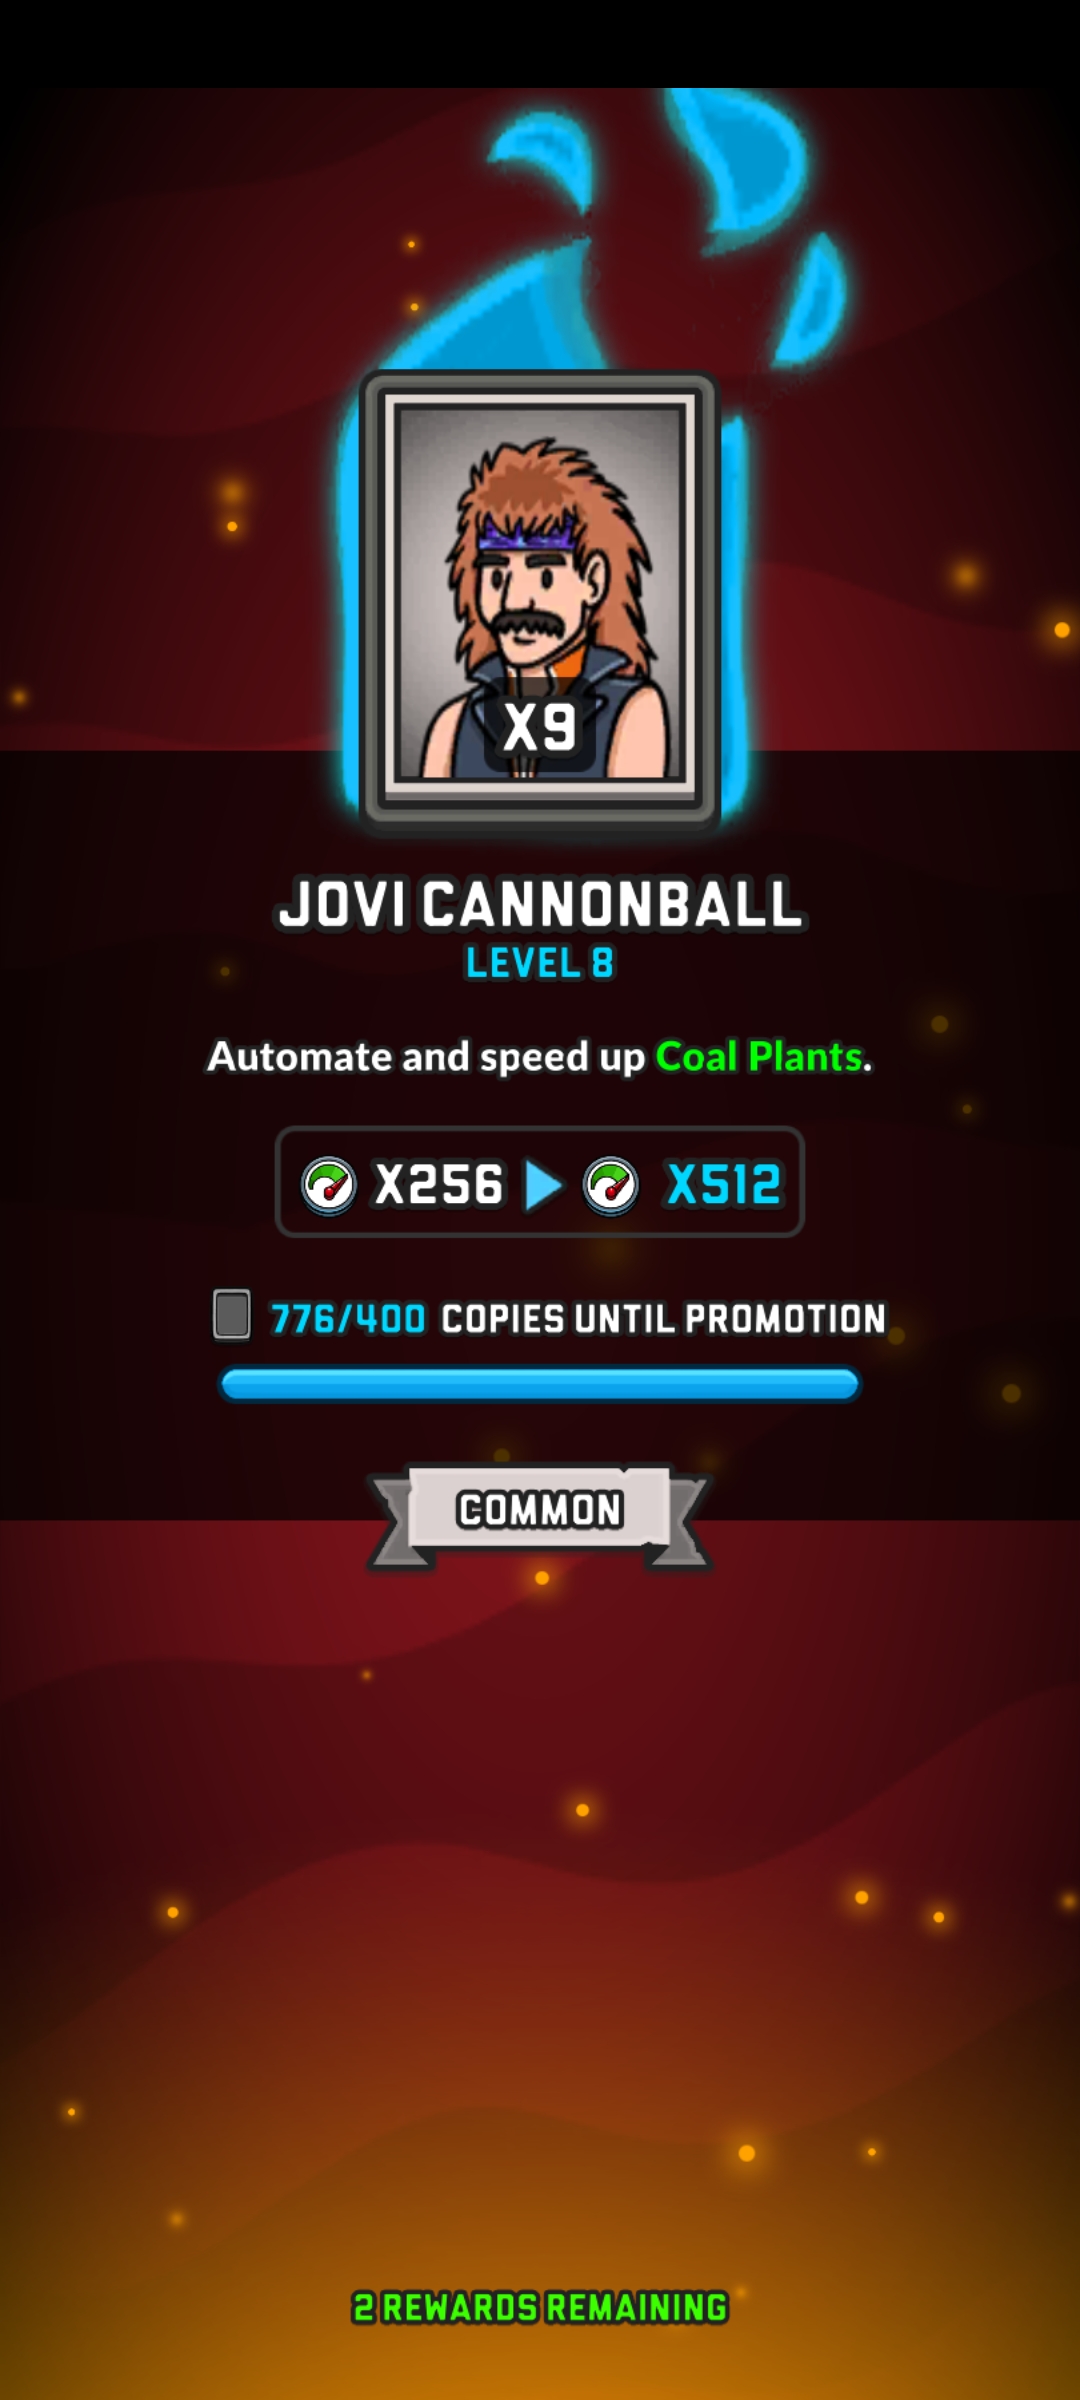 X9
JOVI CANNONBALL
LEVEL 8
Automate and speed up Coal Plants.
X256 X512
776/400 COPIES UNTIL PROMOTION
COMMON
2 REWARDS REMAINING